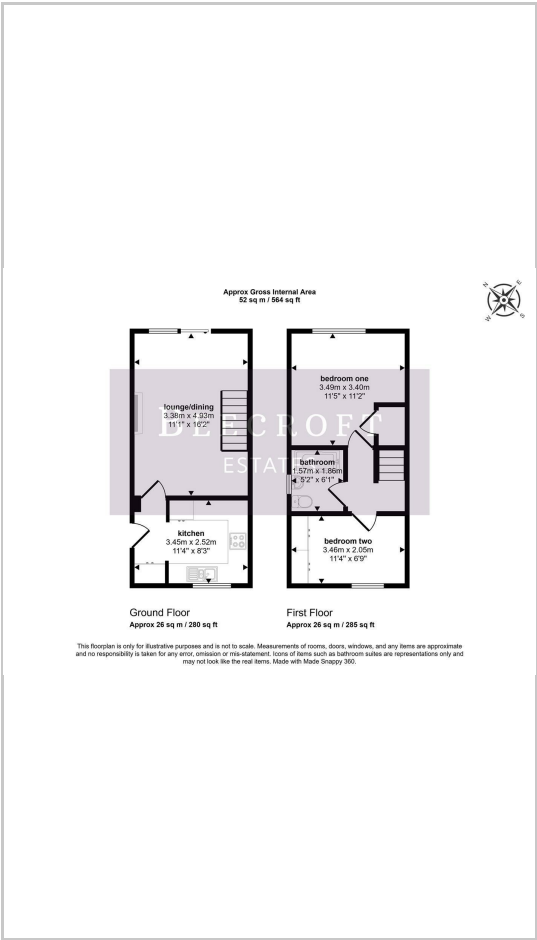 Approx Gross Internal Area
52 sq m / 564 sq ft
N
E
S
W
lounge/dining
3.38m x 4.93m
11'1" x 16'2"
kitchen
3.45m x 2.52m
11'4" x 8'3"
bedroom one
3.49m x 3.40m
11'5" x 11'2"
bathroom
1.57m x 1.86m
5'2" x 6'1"
bedroom two
3.46m x 2.05m
11'4" x 6'9"
ESTATE
Ground Floor
Approx 26 sq m / 280 sq ft
First Floor
Approx 26 sq m / 285 sq ft
This floorplan is only for illustrative purposes and is not to scale. Measurements of rooms, doors, windows, and any items are approximate
and no responsibility is taken for any error, omission or mis-statement. Icons of items such as bathroom suites are representations only and
may not look like the real items. Made with Made Snappy 360.